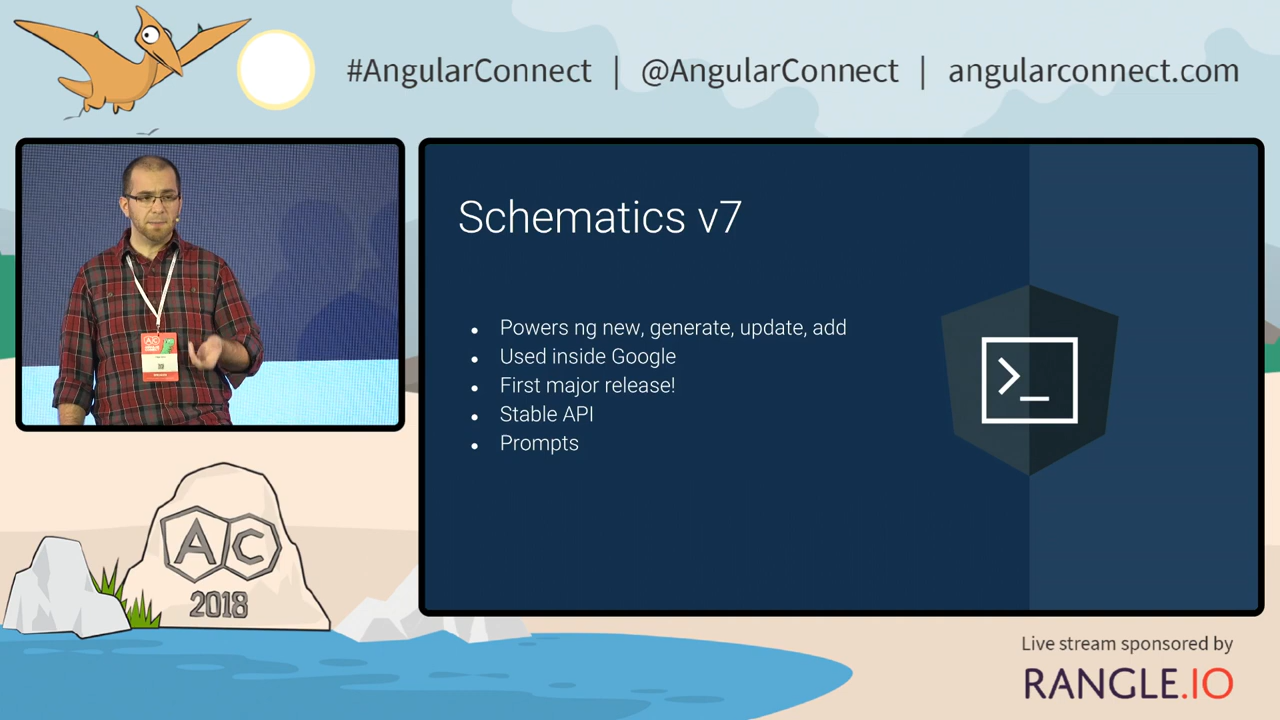 #AngularConnect | @AngularConnect | angularconnect.com
Schematics v7
• Powers ng new, generate, update, add
• Used inside Google
• First major release!
• Stable API
• Prompts
>_
AC
AC
2018
Live stream sponsored by
RANGLE.IO